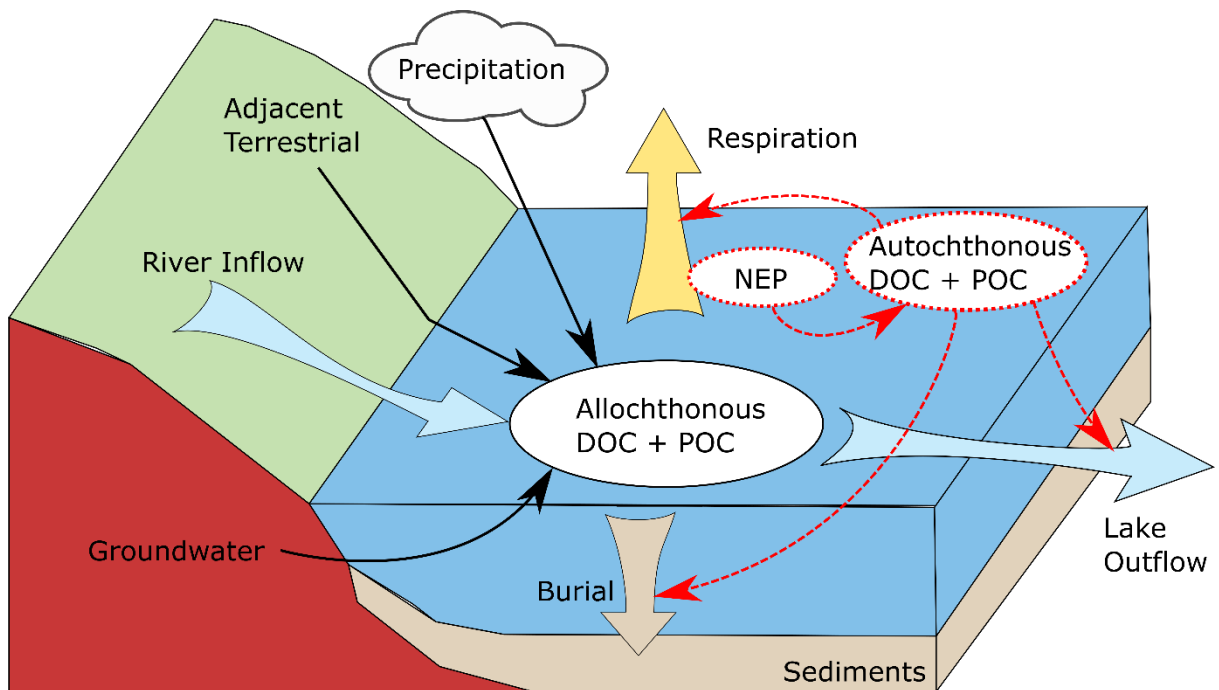 Precipitation
Adjacent
Terrestrial
Respiration
River Inflow
Autochthonous
DOC + POC
NEP
Allochthonous
DOC + POC
Groundwater
Burial
Lake
Outflow
Sediments